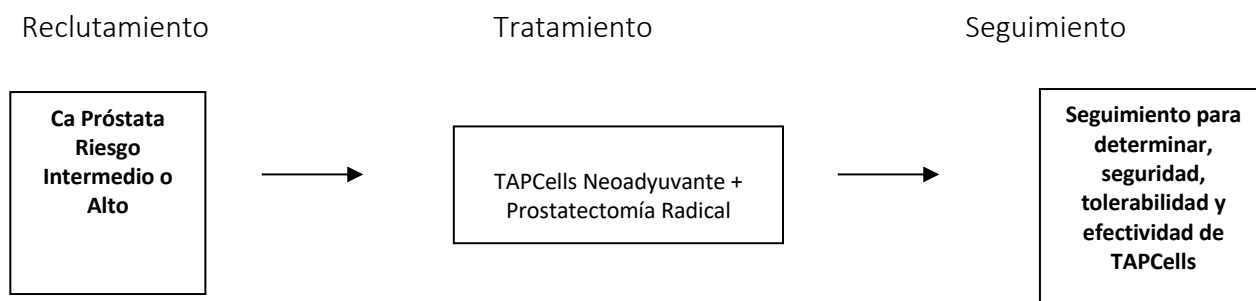 Reclutamiento
Tratamiento
Seguimiento
Ca Próstata
Riesgo
Intermedio o
Alto
TAPCells Neoadyuvante +
Prostatectomía Radical
Seguimiento para
determinar,
seguridad,
tolerabilidad y
efectividad de
TAPCells